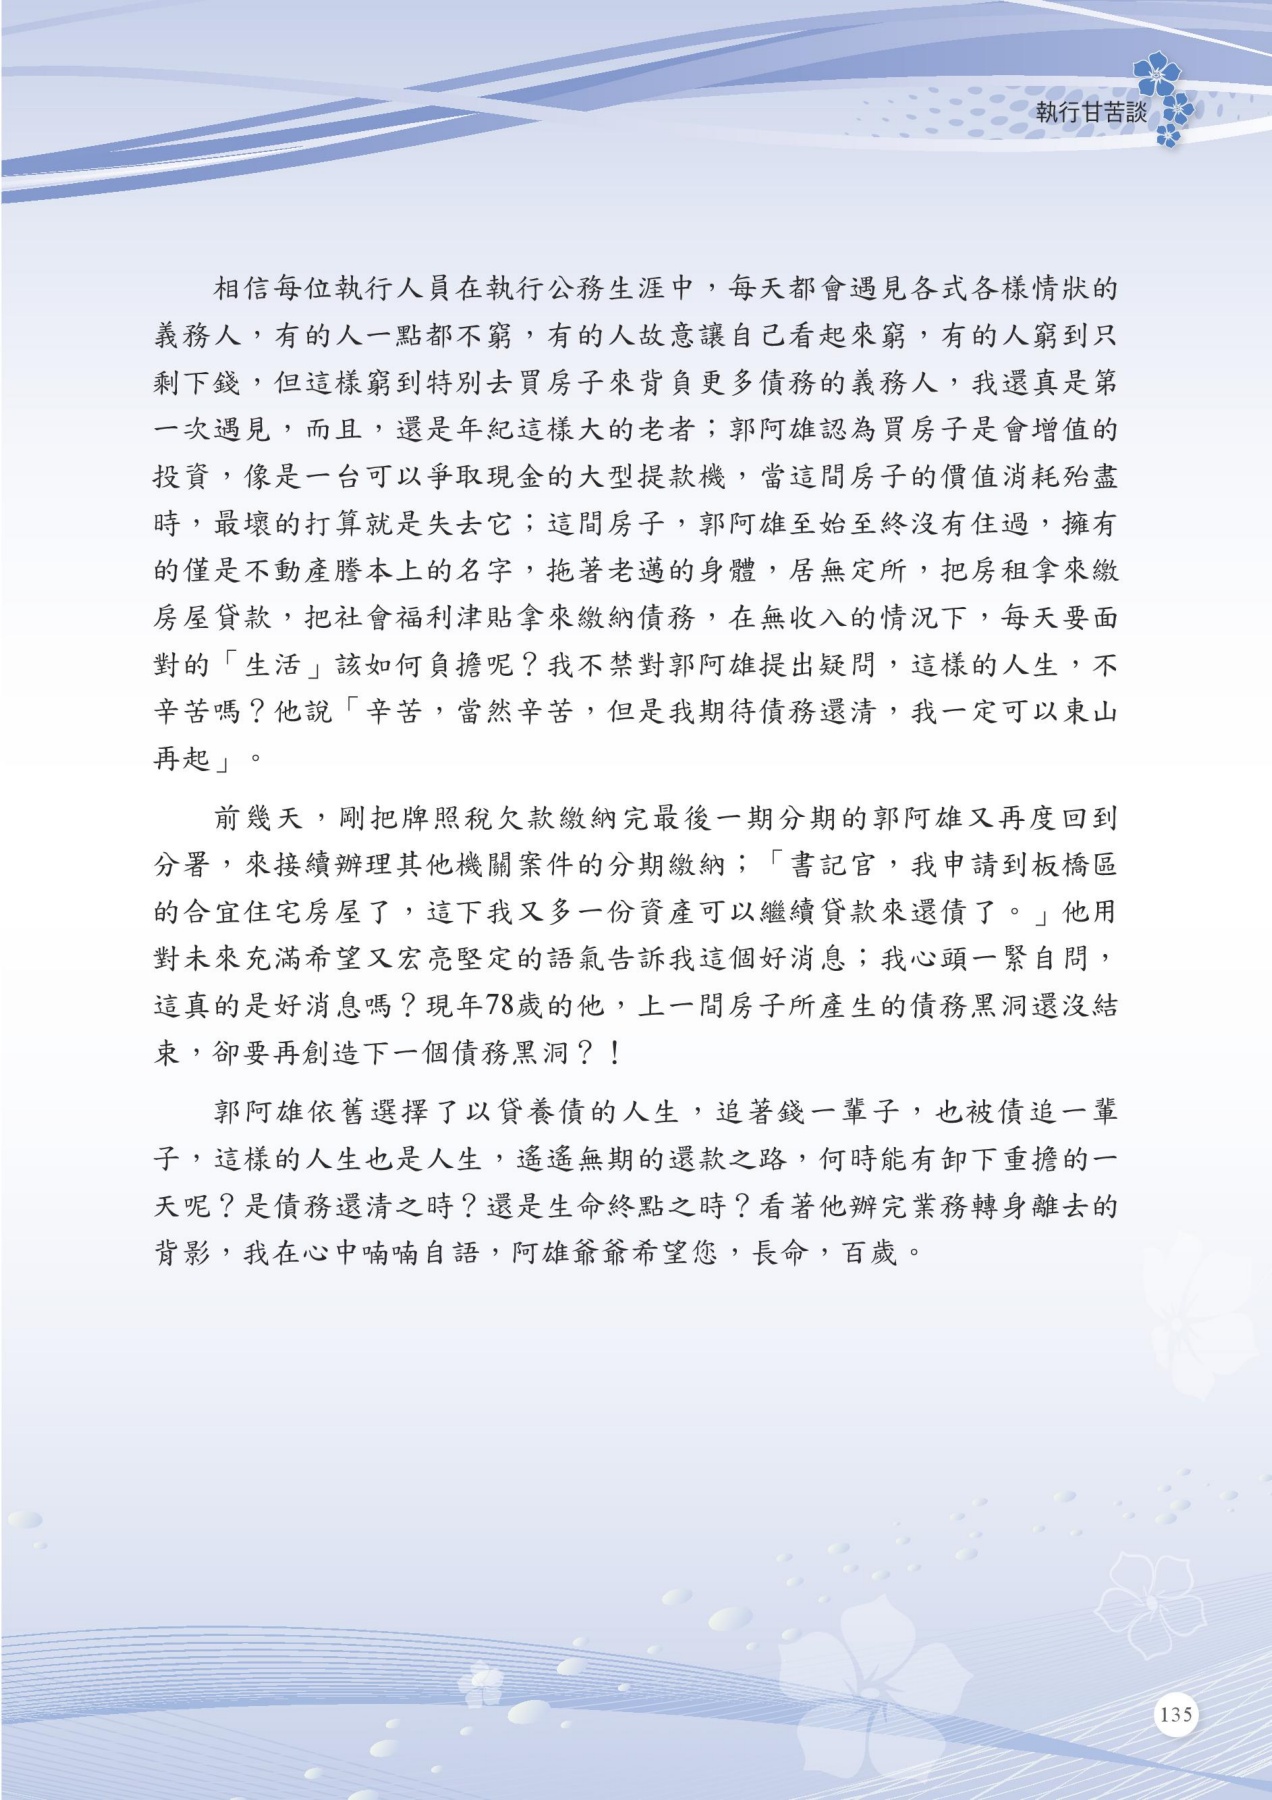 執行甘苦談
相信每位執行人員在執行公務生涯中，每天都會遇見各式各樣情狀的
義務人，有的人一點都不窮，有的人故意讓自己看起來窮，有的人窮到只
剩下錢，但這樣窮到特別去買房子來背負更多債務的義務人，我還真是第
一次遇見，而且，還是年紀這樣大的老者；郭阿雄認為買房子是會增值的
投資，像是一台可以爭取現金的大型提款機，當這間房子的價值消耗殆盡
時，最壞的打算就是失去它；這間房子，郭阿雄至始至終沒有住過，擁有
的僅是不動產謄本上的名字，拖著老邁的身體，居無定所，把房租拿來繳
房屋貸款，把社會福利津貼拿來繳納債務，在無收入的情況下，每天要面
對的「生活」該如何負擔呢？我不禁對郭阿雄提出疑問，這樣的人生，不
辛苦嗎？他說「辛苦，當然辛苦，但是我期待債務還清，我一定可以東山
再起」。
前幾天，剛把牌照稅欠款繳納完最後一期分期的郭阿雄又再度回到
分署，來接續辦理其他機關案件的分期繳納；「書記官，我申請到板橋區
的合宜住宅房屋了，這下我又多一份資產可以繼續貸款來還債了。」他用
對未來充滿希望又宏亮堅定的語氣告訴我這個好消息；我心頭一緊自問，
這真的是好消息嗎？現年78歲的他，上一間房子所產生的債務黑洞還沒結
束，卻要再創造下一個債務黑洞？！
郭阿雄依舊選擇了以貸養債的人生，追著錢一輩子，也被債追一輩
子，這樣的人生也是人生，遙遙無期的還款之路，何時能有卸下重擔的一
天呢？是債務還清之時？還是生命終點之時？看著他辦完業務轉身離去的
背影，我在心中喃喃自語，阿雄爺爺希望您，長命，百歲。
135